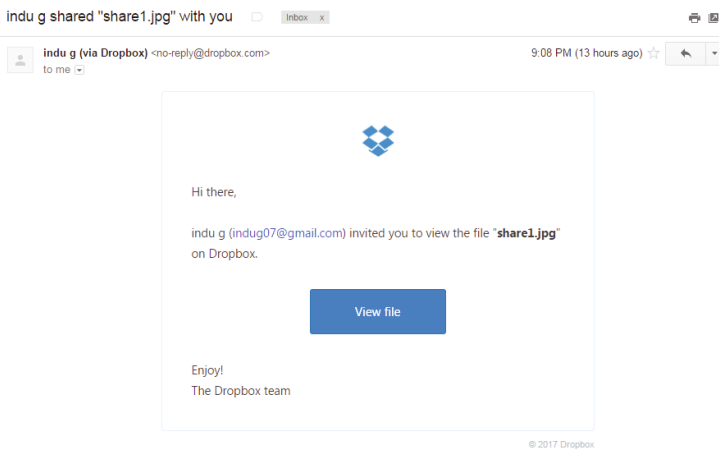 indu g shared "share1.jpg" with you
Inbox x
indu g (via Dropbox) <no-reply@dropbox.com>
9:08 PM (13 hours ago)
to me
Hi there,
indu g (indug07@gmail.com) invited you to view the file "share1.jpg"
on Dropbox.
View file
Enjoy!
The Dropbox team
© 2017 Dropbox